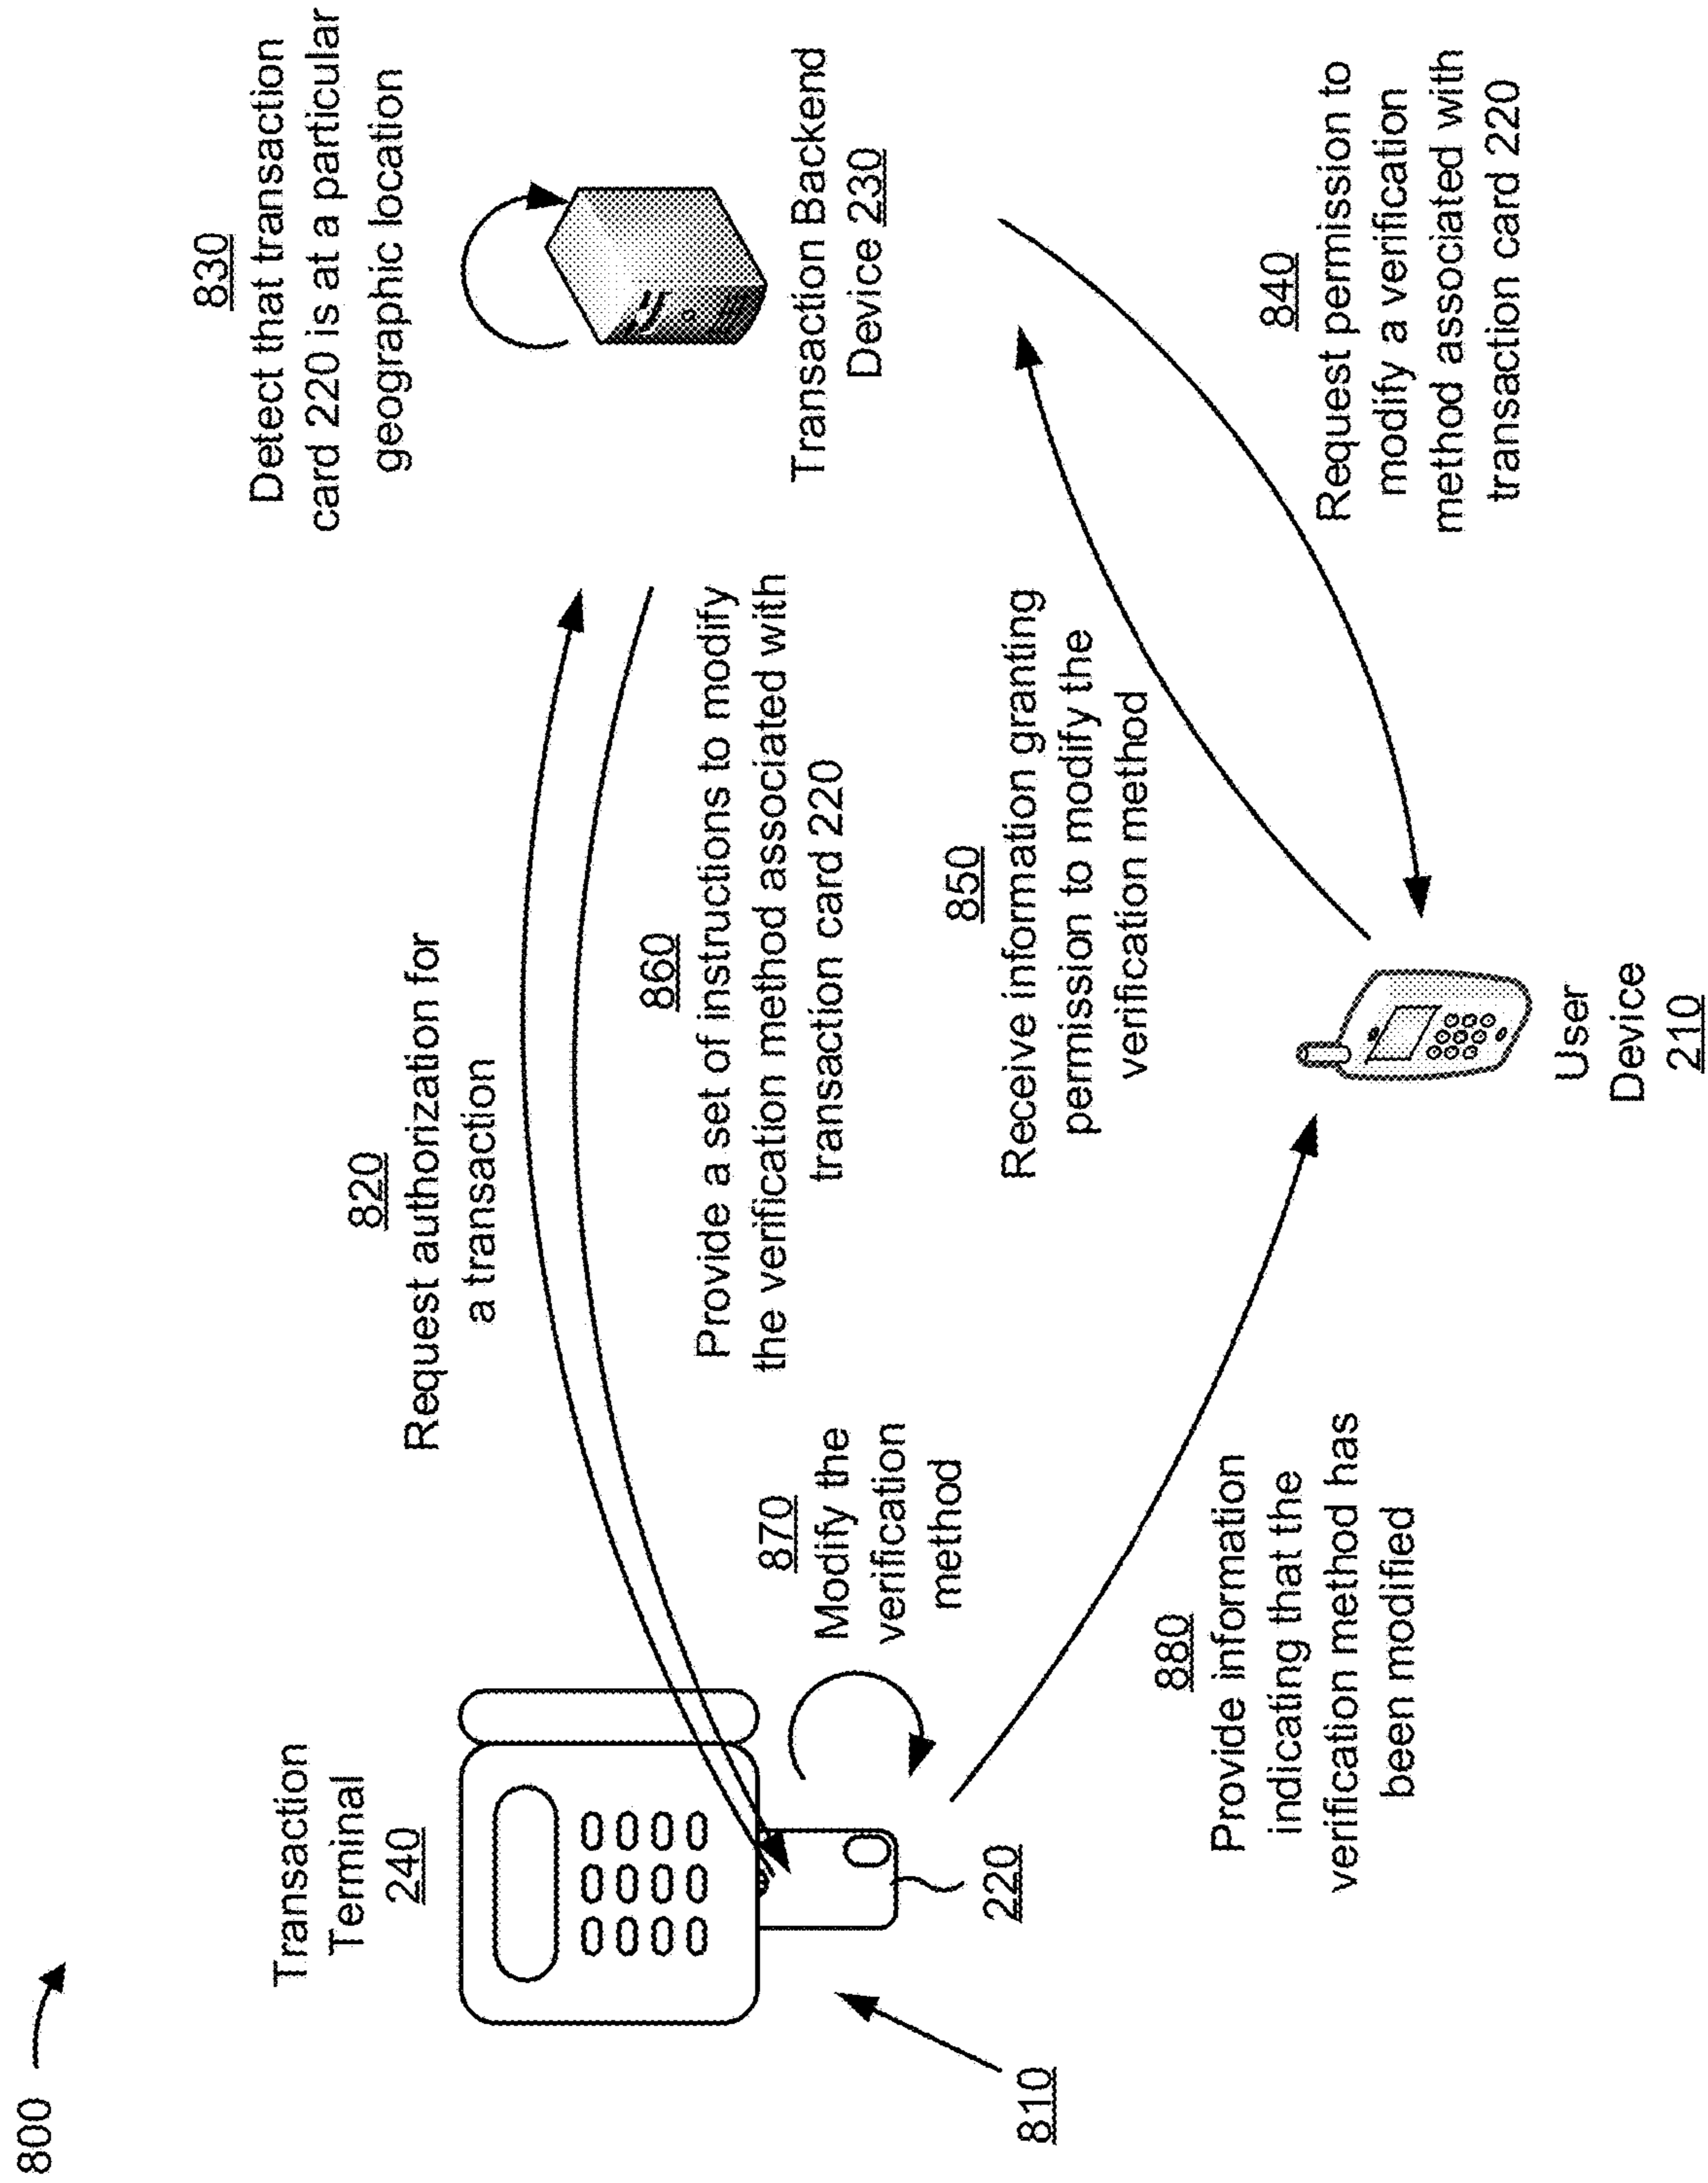 800
Transaction
Terminal
240
810
220
820
Request authorization for
a transaction
830
Detect that transaction
card 220 is at a particular
geographic location
Transaction Backend
Device 230
860
Provide a set of instructions to modify
the verification method associated with
transaction card 220
870
Modify the
verification
method
850
Receive information granting
permission to modify the
verification method
840
Request permission to
modify a verification
method associated with
transaction card 220
880
Provide information
indicating that the
verification method has
been modified
User
Device
210